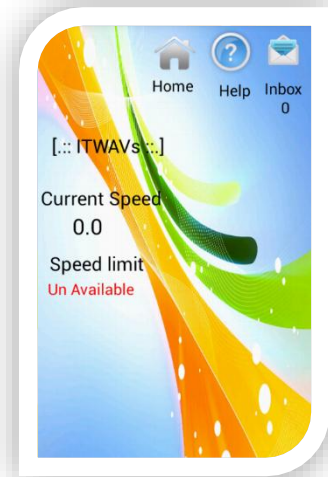 Home Help Inbox
0
[.:: ITWAVs ::.]
Current Speed
0.0
Speed limit
Un Available